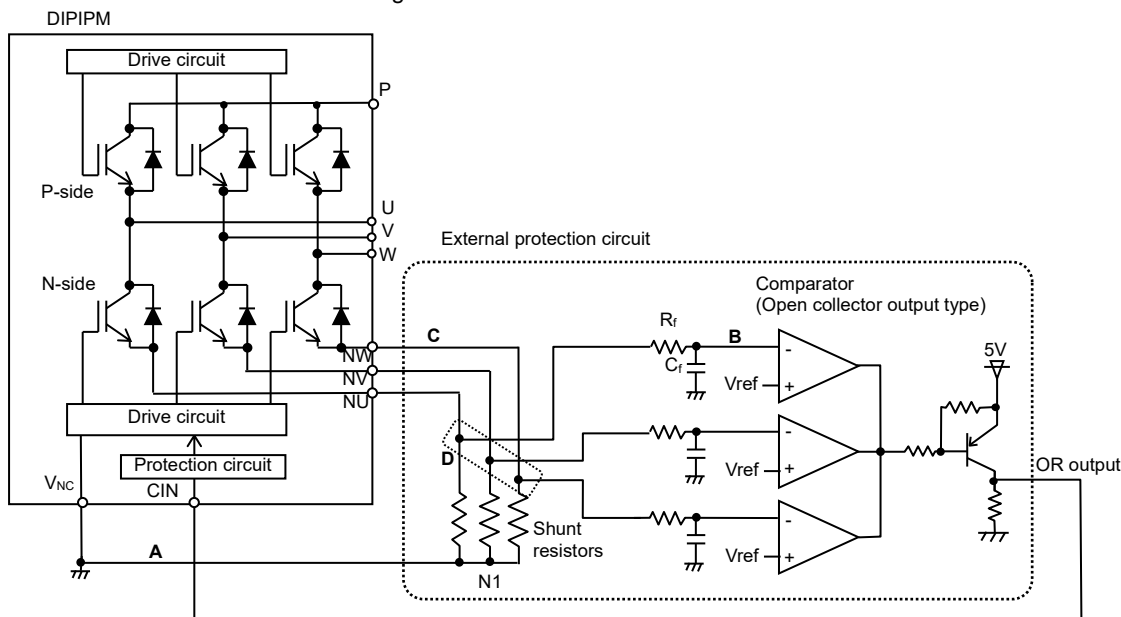 DIPIPM
Drive circuit
P
P-side
U
V
W
External protection circuit
N-side
Comparator
(Open collector output type)
Rf
B
C
5V
-
Cf
NW
Vref
+
NV
NU
Drive circuit
-
D
Protection circuit
Vref
+
OR output
VNC
CIN
-
Shunt
resistors
A
Vref
+
N1